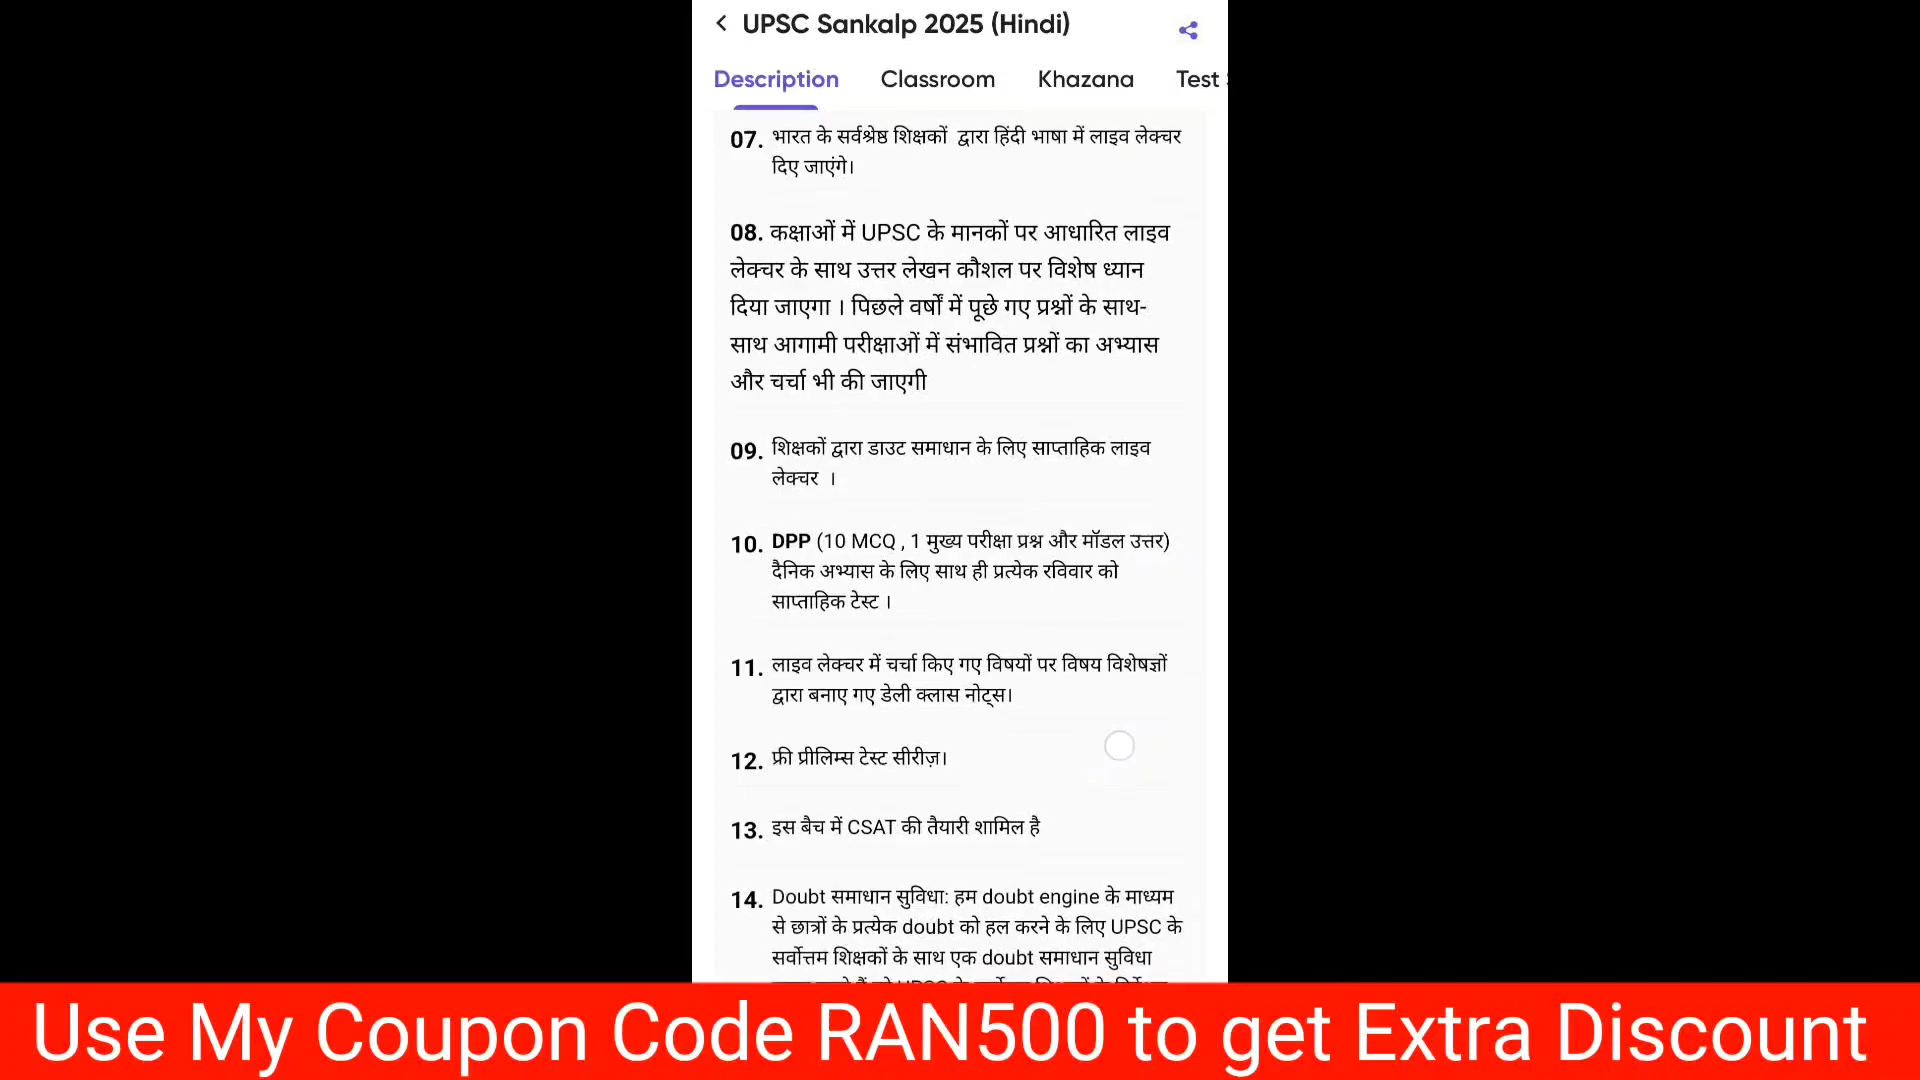 UPSC Sankalp 2025 (Hindi)
Description Classroom Khazana Test
07. भारत के सर्वश्रेष्ठ शिक्षकों द्वारा हिंदी भाषा में लाइव लेक्चर
दिए जाएंगे।
08. कक्षाओं में UPSC के मानकों पर आधारित लाइव
लेक्चर के साथ उत्तर लेखन कौशल पर विशेष ध्यान
दिया जाएगा । पिछले वर्षों में पूछे गए प्रश्नों के साथ-
साथ आगामी परीक्षाओं में संभावित प्रश्नों का अभ्यास
और चर्चा भी की जाएगी
09. शिक्षकों द्वारा डाउट समाधान के लिए साप्ताहिक लाइव
लेक्चर ।
10. DPP (10 MCQ , 1 मुख्य परीक्षा प्रश्न और मॉडल उत्तर)
दैनिक अभ्यास के लिए साथ ही प्रत्येक रविवार को
साप्ताहिक टेस्ट ।
11. लाइव लेक्चर में चर्चा किए गए विषयों पर विषय विशेषज्ञों
द्वारा बनाए गए डेली क्लास नोट्स।
12. फ्री प्रीलिम्स टेस्ट सीरीज़।
13. इस बैच में CSAT की तैयारी शामिल है
14. Doubt समाधान सुविधा: हम doubt engine के माध्यम
से छात्रों के प्रत्येक doubt को हल करने के लिए UPSC के
सर्वोत्तम शिक्षकों के साथ एक doubt समाधान सुविधा
Use My Coupon Code RAN500 to get Extra Discount